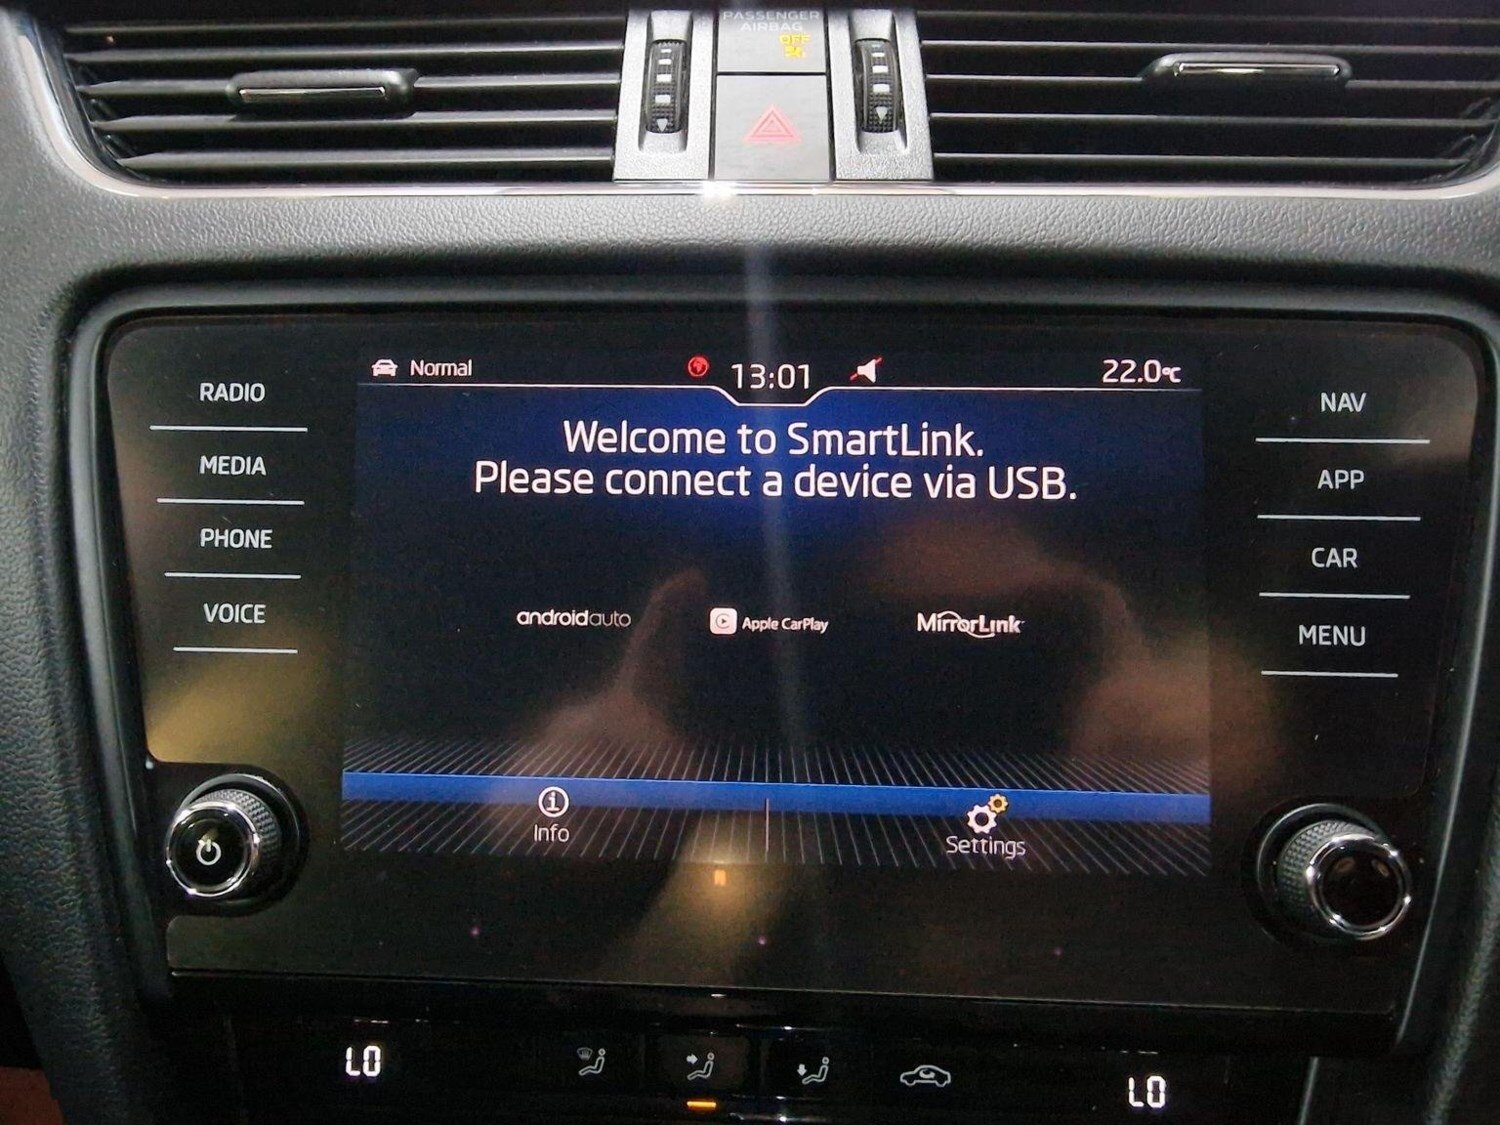 PASSENGER
AIRBAG
OFF
Normal
13:01
22.0°C
RADIO
MEDIA
PHONE
VOICE
Welcome to SmartLink.
Please connect a device via USB.
androidauto
Apple CarPlay
MirrorLink
Info
Settings
NAV
APP
CAR
MENU
LO
LO